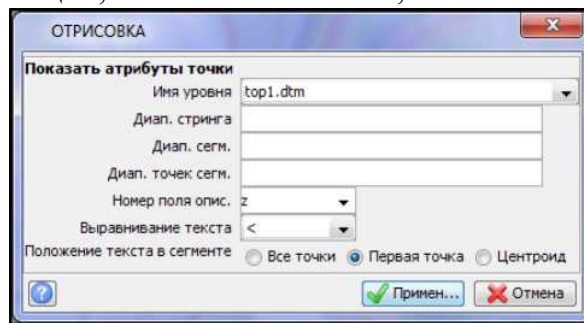 ОТРИСОВКА
Показать атрибуты точки
Имя уровня top1.dtm
Диап. стринга
Диап. сегм.
Диап. точек сегм.
Номер поля опис. z
Выравнивание текста <
Положение текста в сегменте Все точки Первая точка Центроид
Примен... Отмена